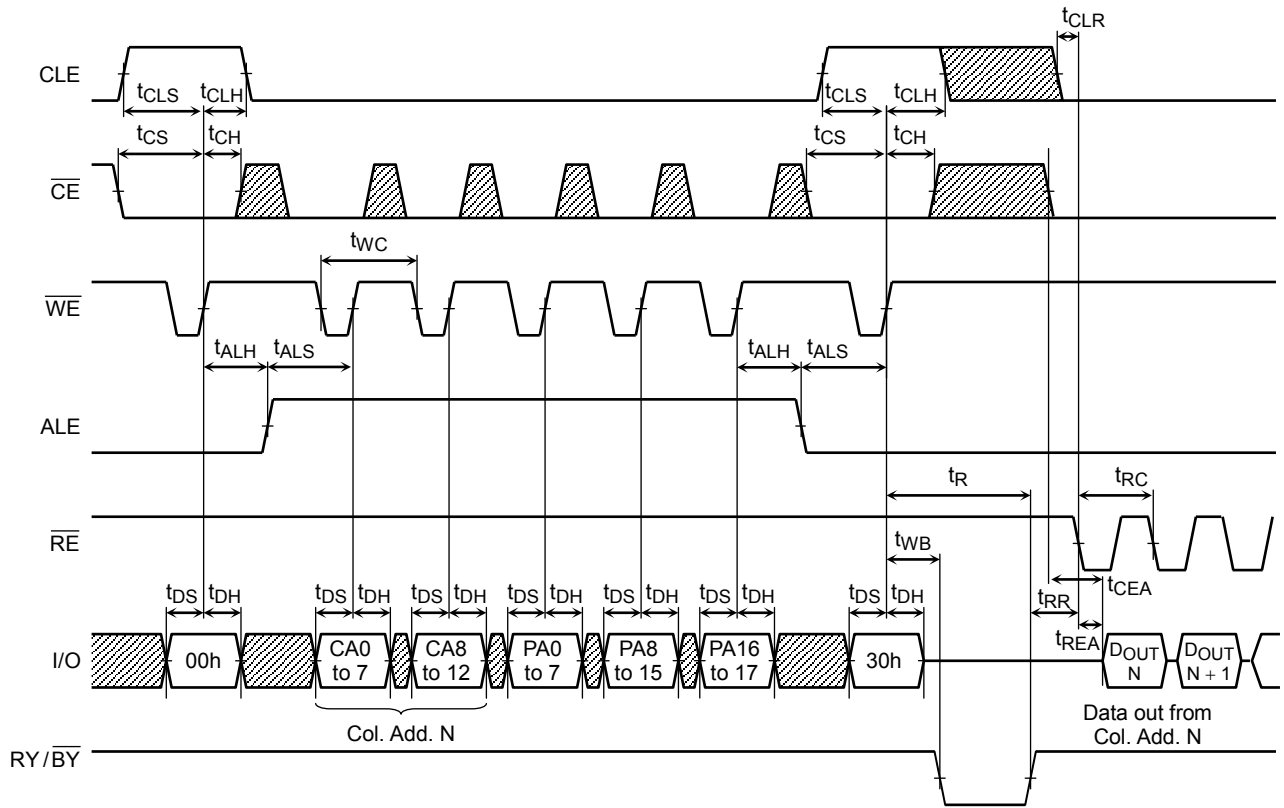 tCLR
CLE
tCLS tCLH tCLS tCLH
tCS tCH tCS tCH
CE
tWC
WE
tALH tALS tALH tALS
ALE
tR tRC
RE
tWB
tCEA
tDS tDH tDS tDH tDS tDH tDS tDH tDS tDH tDS tDH tDS tDH tRR
tREA
I/O 00h CA0 to 7 CA8 to 12 PA0 to 7 PA8 to 15 PA16 to 17 30h DOUT N DOUT N + 1
Col. Add. N
Data out from
Col. Add. N
RY/BY